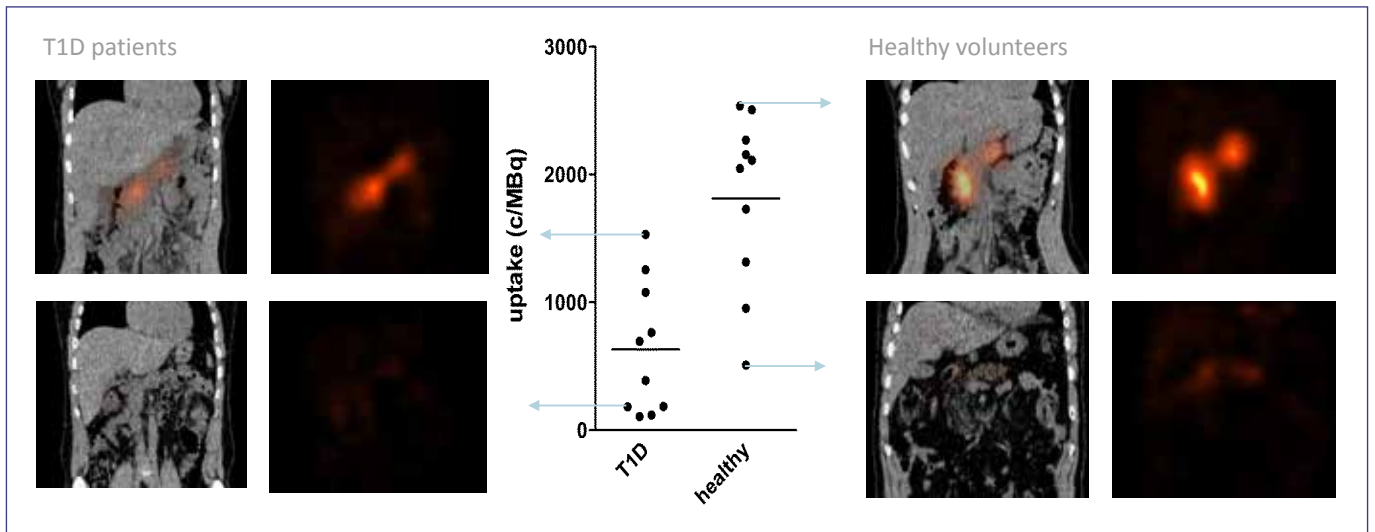 T1D patients
Healthy volunteers
3000
2000
1000
0
uptake (c/MBq)
T1D
healthy